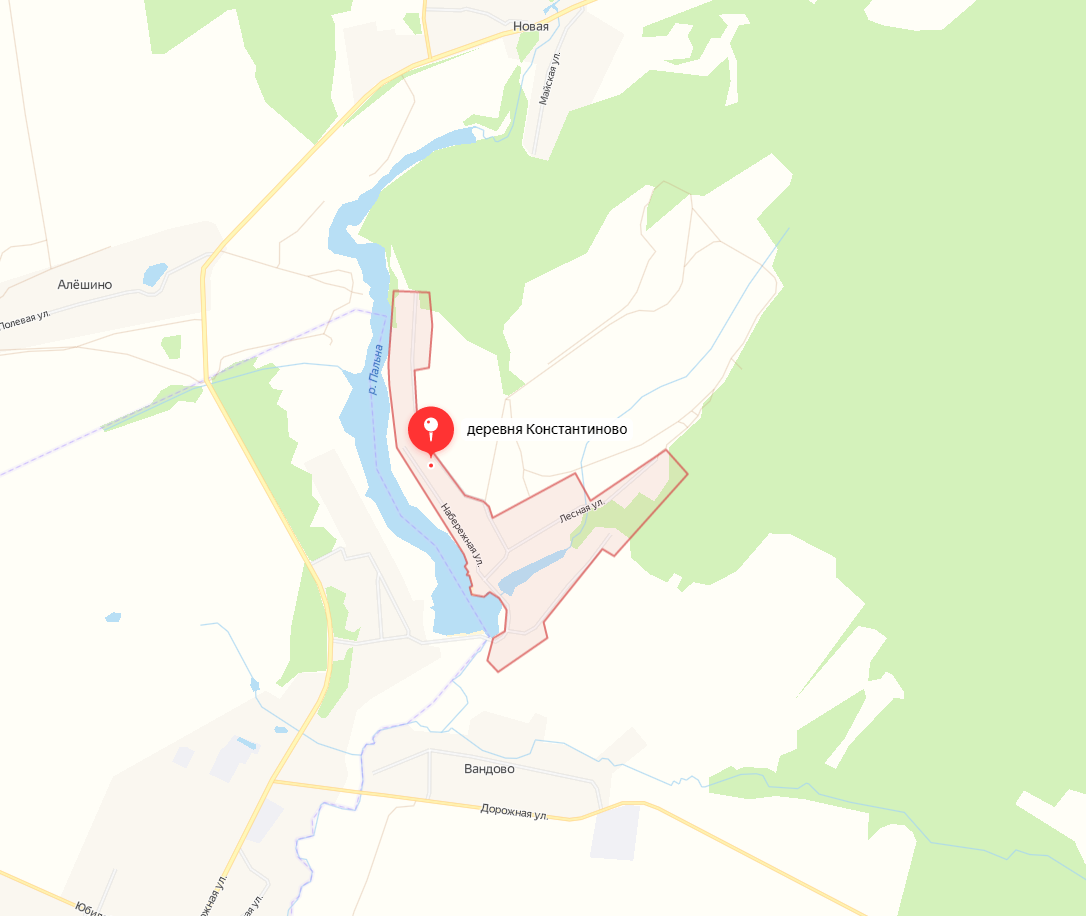 Новая
Майская ул.
Алёшино
Полевая ул.
р. Пальна
деревня Константиново
Набережная ул.
Лесная ул.
Вандово
Дорожная ул.